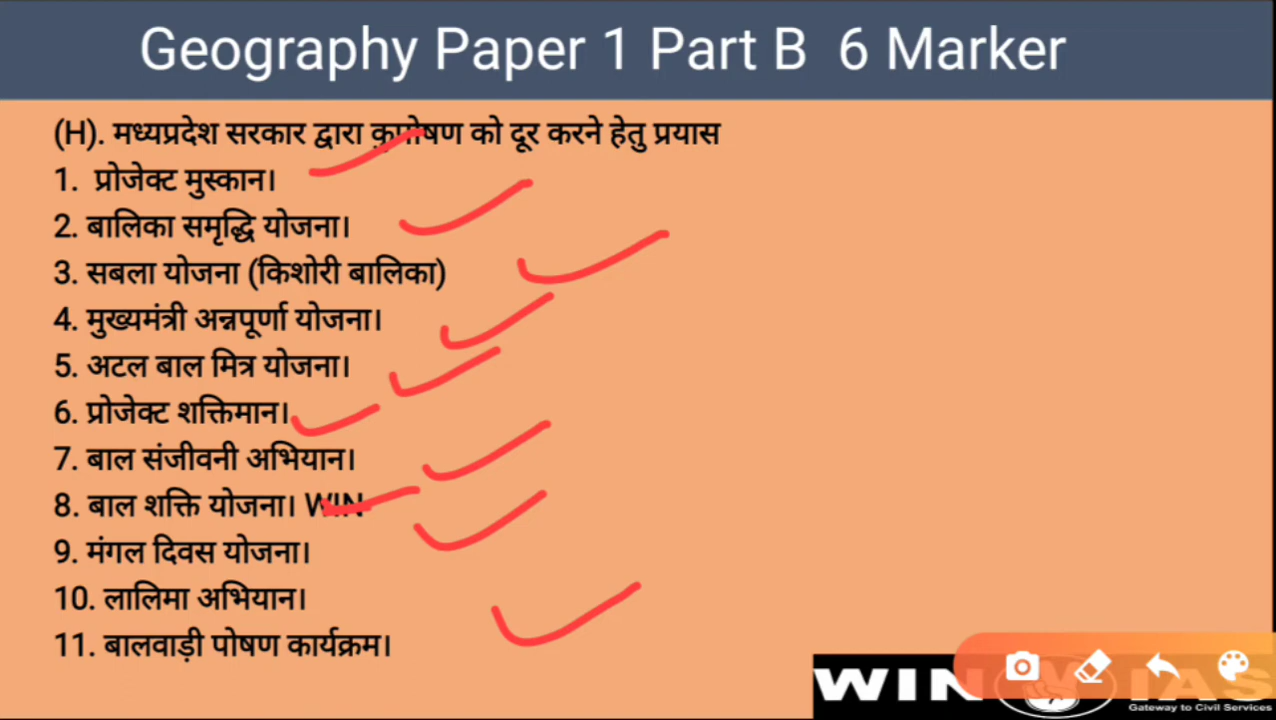 Geography Paper 1 Part B 6 Marker
(H). मध्यप्रदेश सरकार द्वारा कुपोषण को दूर करने हेतु प्रयास
1. प्रोजेक्ट मुस्कान।
2. बालिका समृद्धि योजना।
3. सबला योजना (किशोरी बालिका)
4. मुख्यमंत्री अन्नपूर्णा योजना।
5. अटल बाल मित्र योजना।
6. प्रोजेक्ट शक्तिमान।
7. बाल संजीवनी अभियान।
8. बाल शक्ति योजना। WIN
9. मंगल दिवस योजना।
10. लालिमा अभियान।
11. बालवाड़ी पोषण कार्यक्रम।
WIN IAS
Gateway to Civil Services